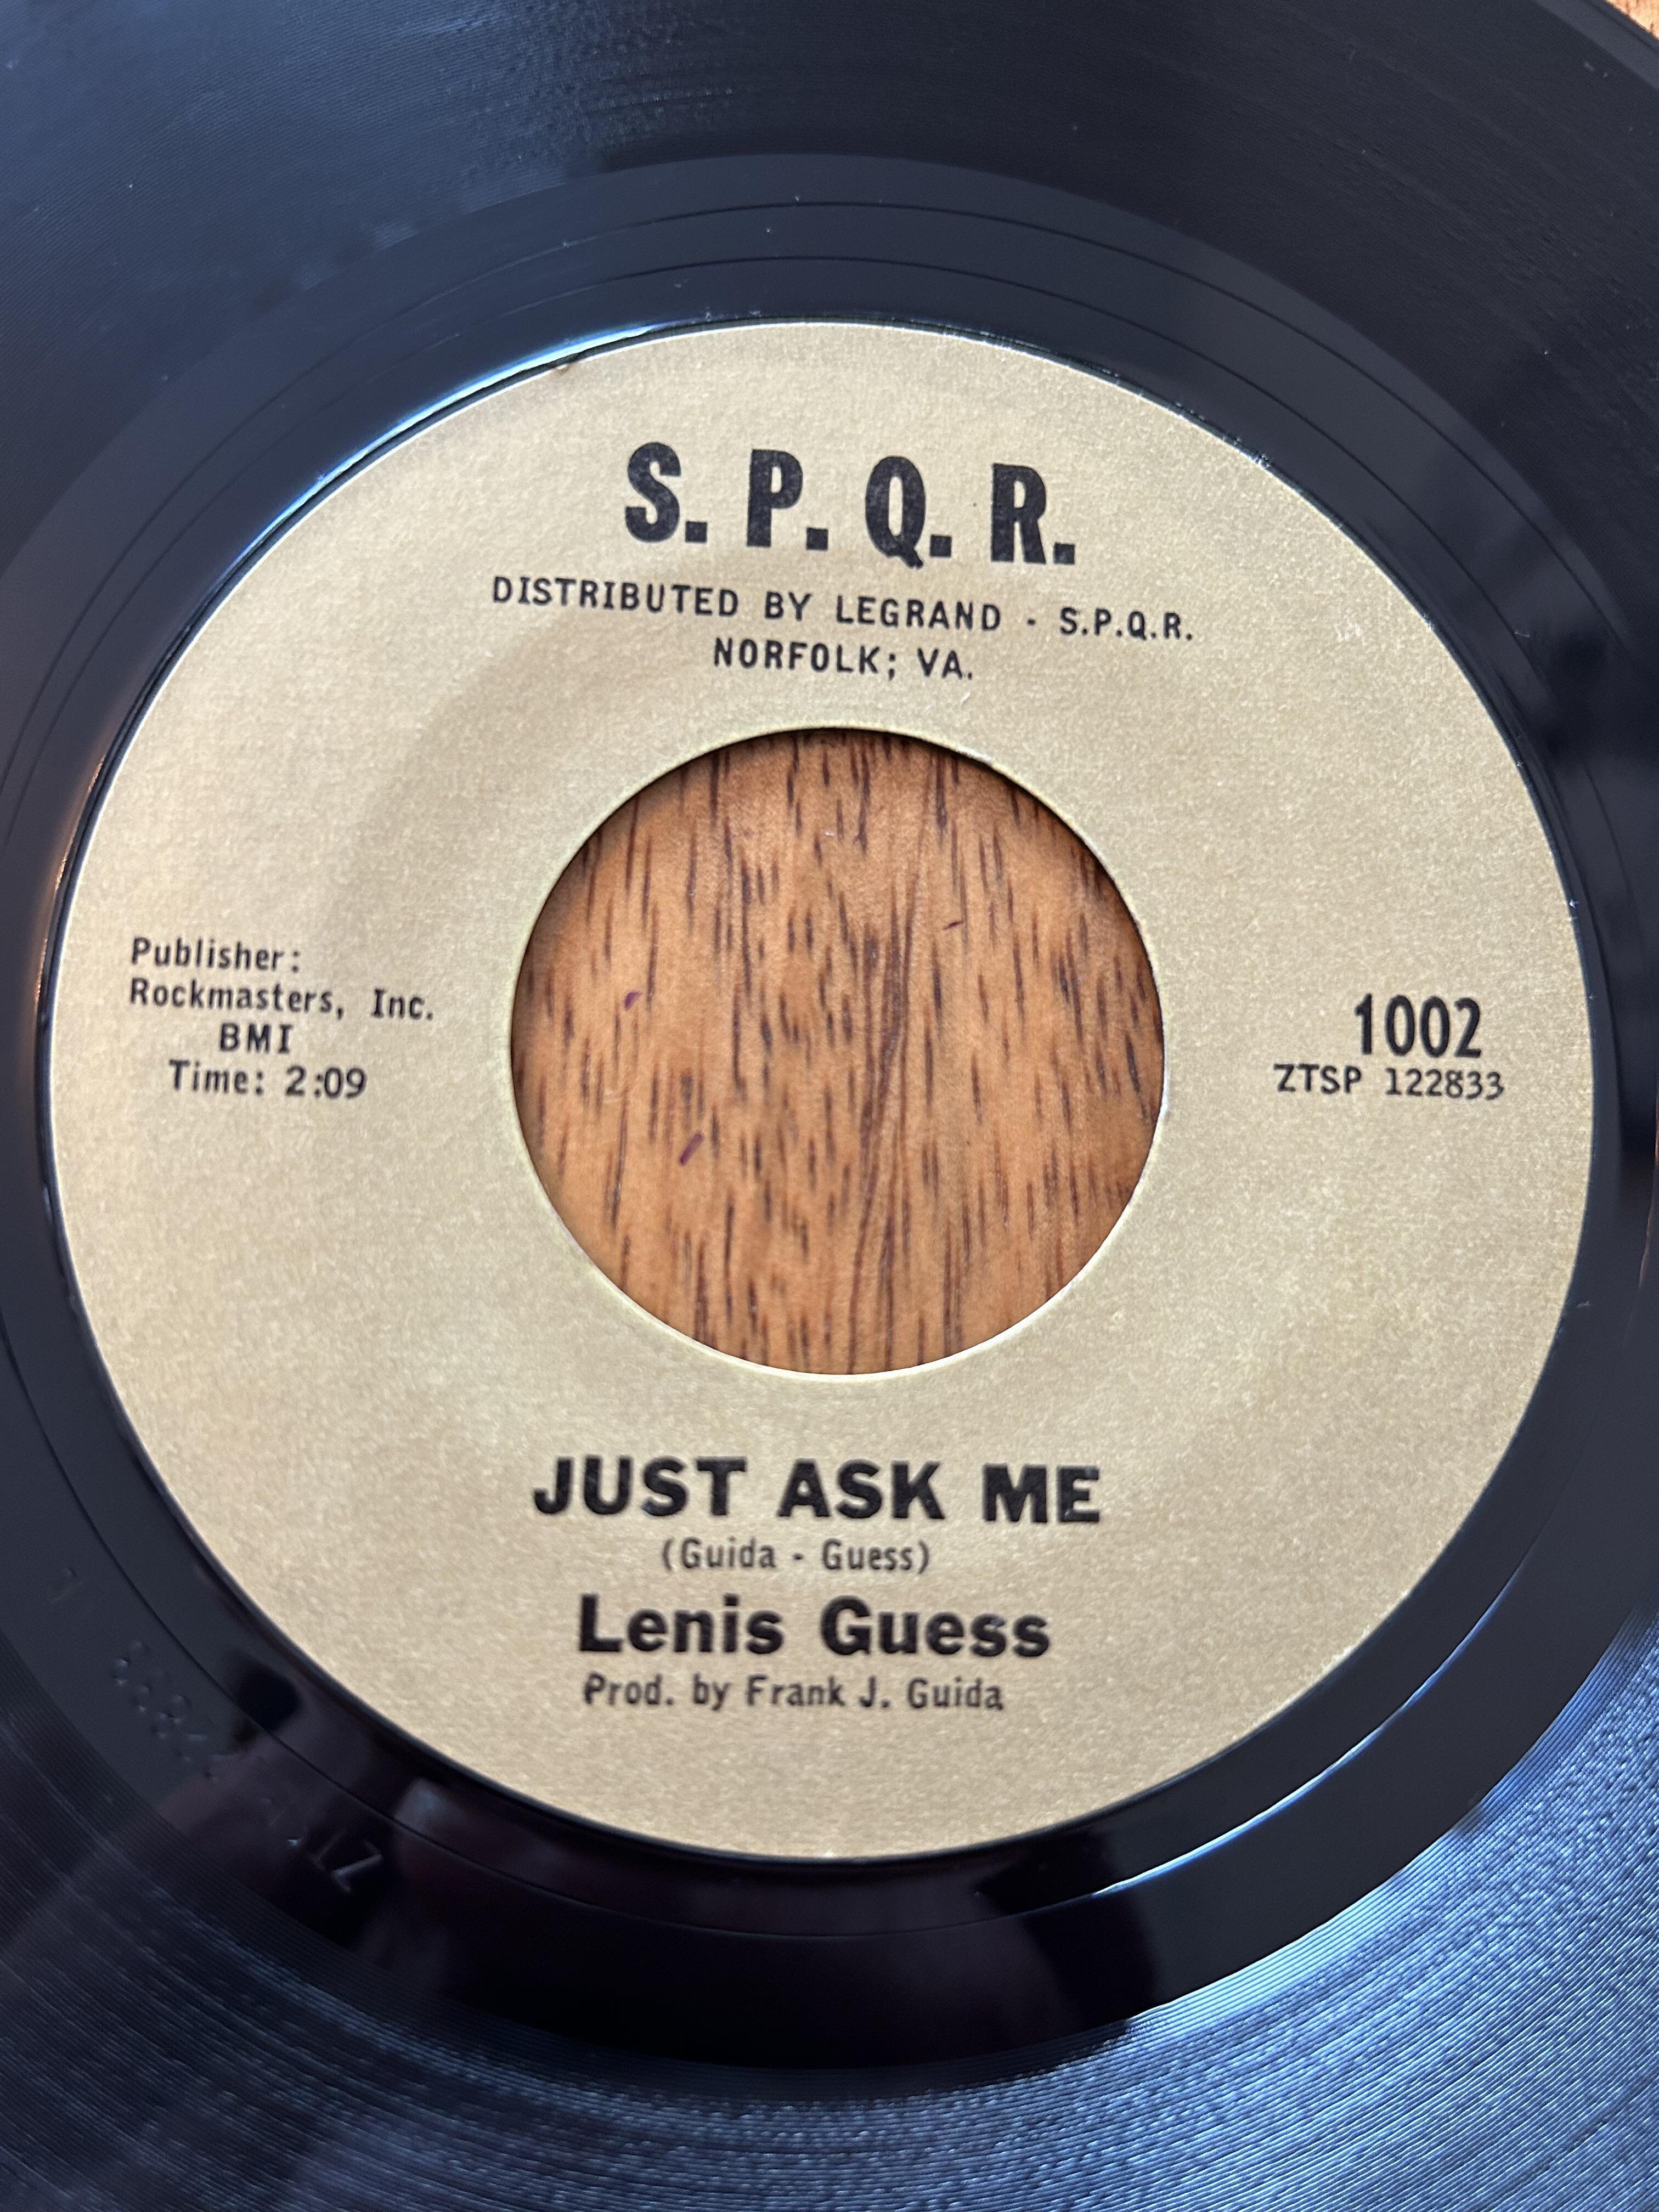 S. P. Q. R.
DISTRIBUTED BY LEGRAND - S.P.Q.R.
NORFOLK; VA.
Publisher:
Rockmasters, Inc.
BMI
Time: 2:09
1002
ZTSP 122833
JUST ASK ME
(Guida - Guess)
Lenis Guess
Prod. by Frank J. Guida